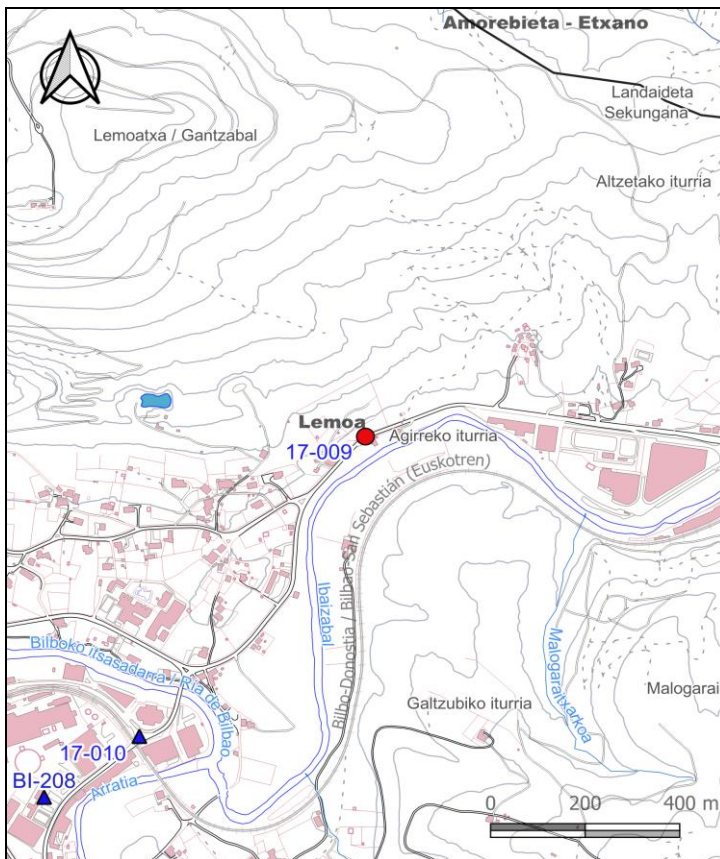 Amorebieta - Etxano
Landaideta
Sekungana
Lemoatxa / Gantzabal
Altzetako iturria
Lemoa
17-009
Agirreko iturria
Bilbo-Donostia / Bilbao-San Sebastián (Euskotren)
Ibaizabal
Malogaraitxarkoa
Bilboko itsasadarra / Ría de Bilbao
Malogarai
Galtzubiko iturria
17-010
BI-208
Arratia
0 200 400 m